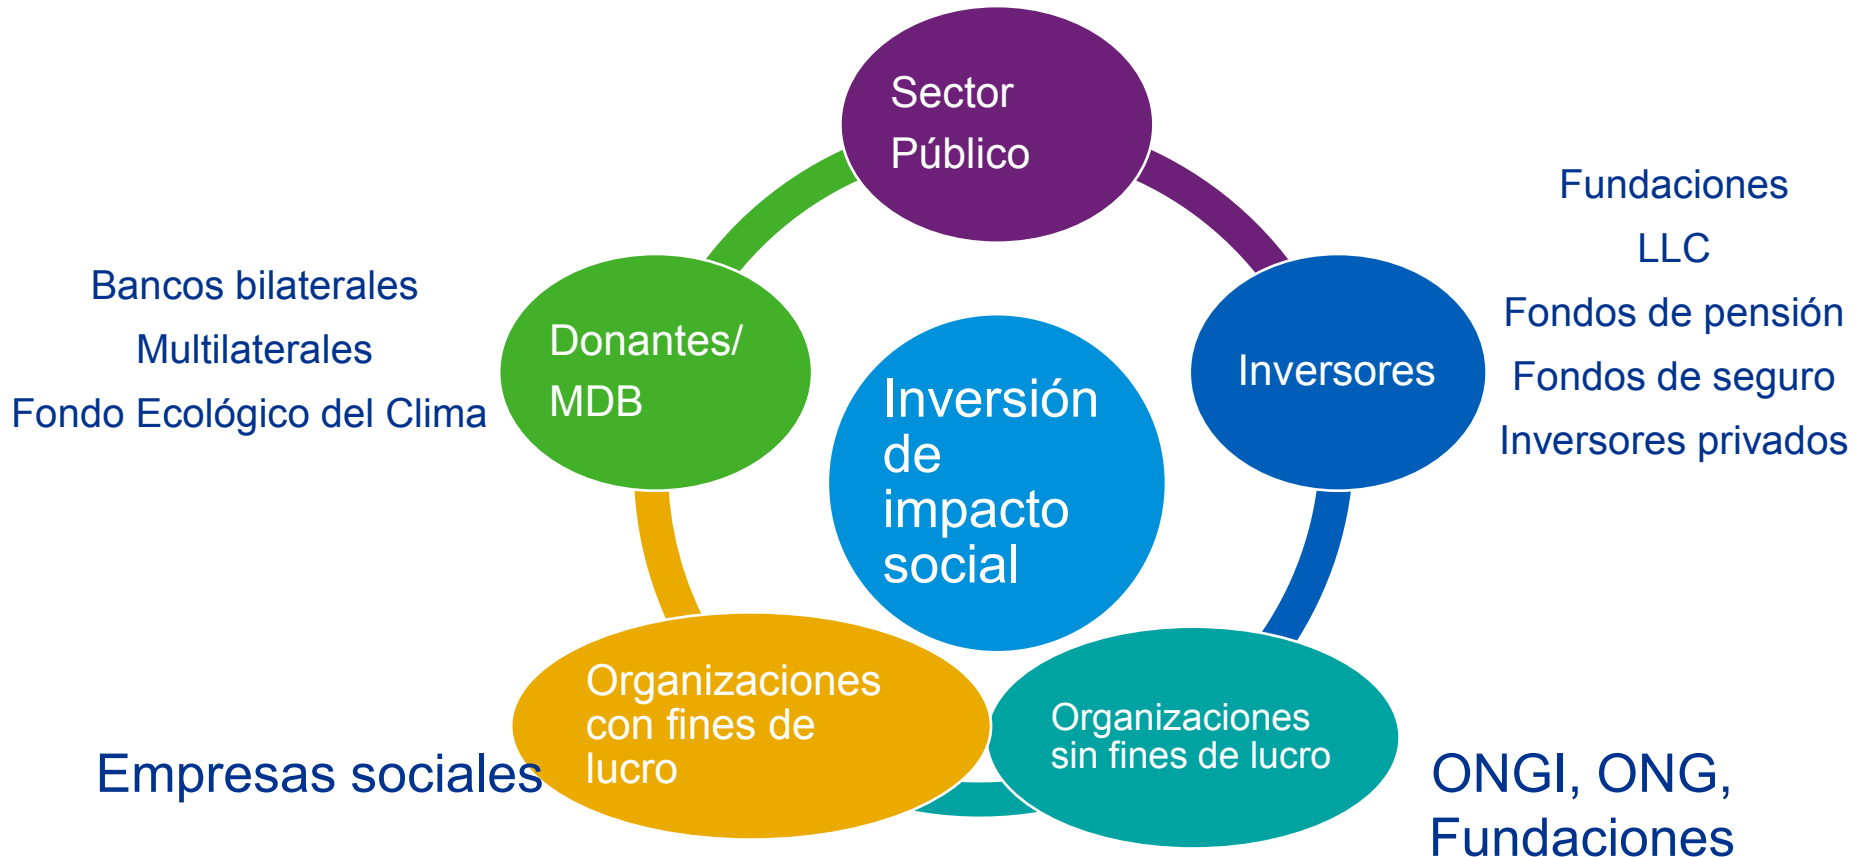 Sector
Público
Fundaciones
LLC
Fondos de pensión
Fondos de seguro
Inversores privados
Bancos bilaterales
Multilaterales
Fondo Ecológico del Clima
Donantes/
MDB
Inversores
Inversión
de
impacto
social
Organizaciones
con fines de
lucro
Organizaciones
sin fines de lucro
Empresas sociales
ONGI, ONG,
Fundaciones